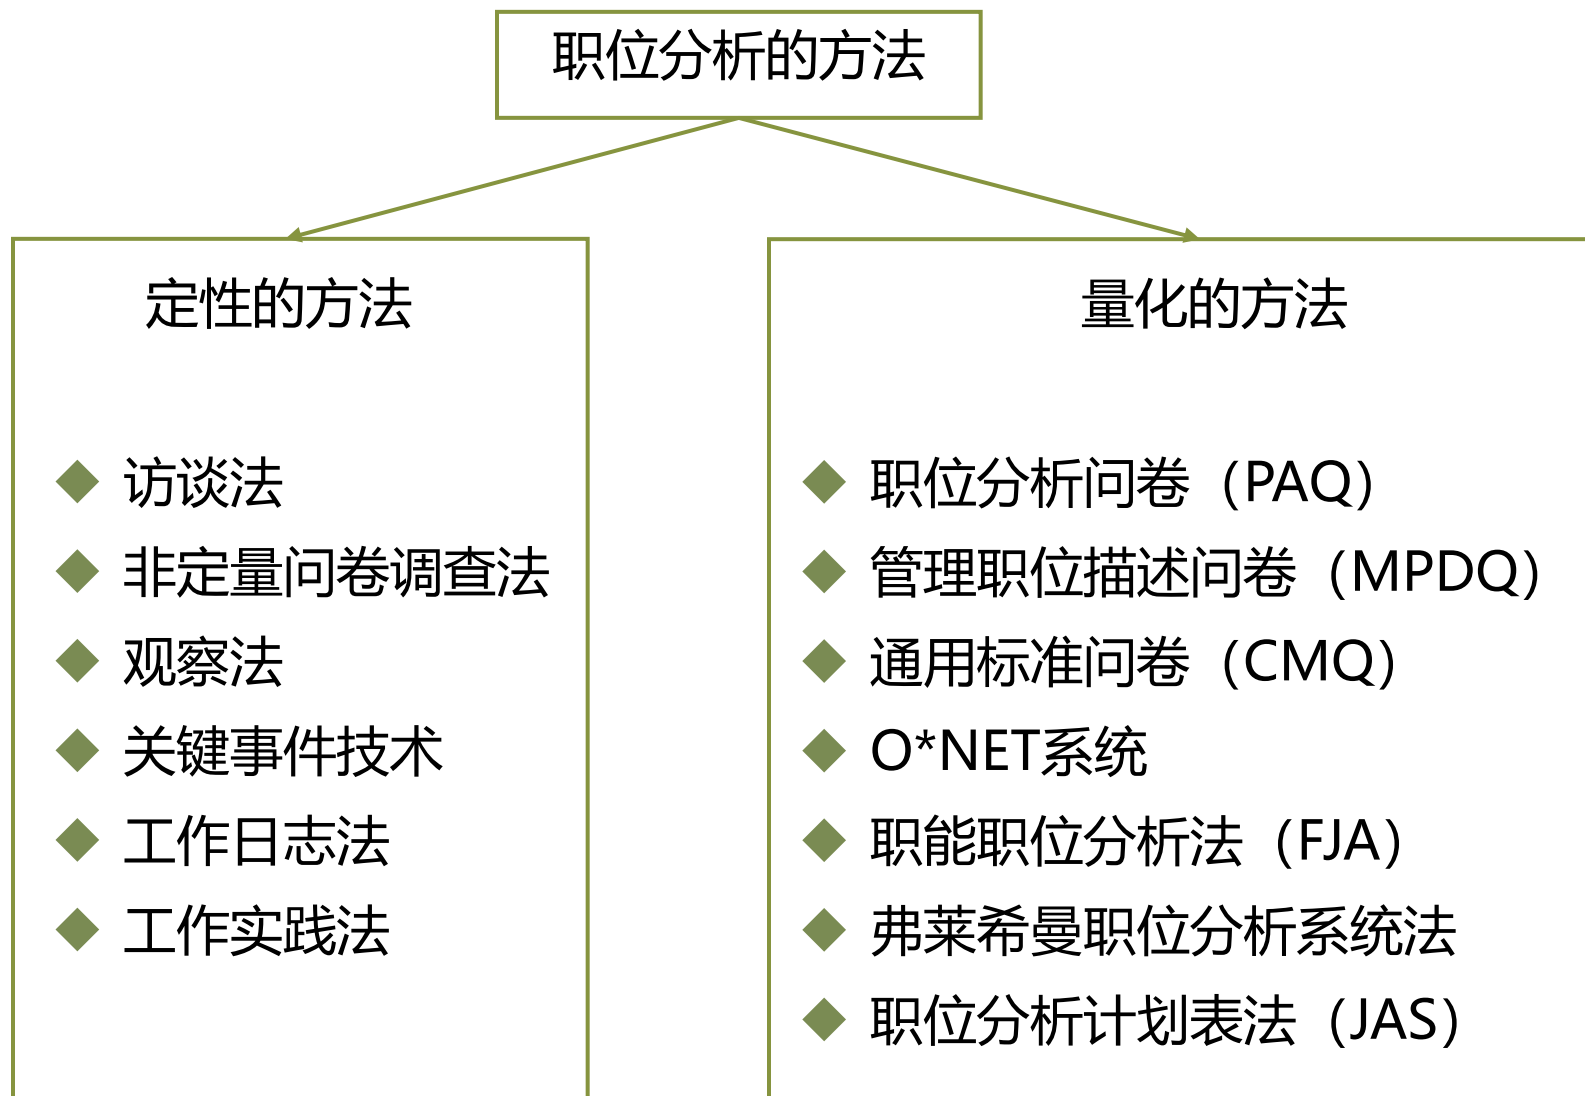 职位分析的方法
定性的方法
访谈法
非定量问卷调查法
观察法
关键事件技术
工作日志法
工作实践法
量化的方法
职位分析问卷（PAQ）
管理职位描述问卷（MPDQ）
通用标准问卷（CMQ）
O*NET系统
职能职位分析法（FJA）
弗莱希曼职位分析系统法
职位分析计划表法（JAS）